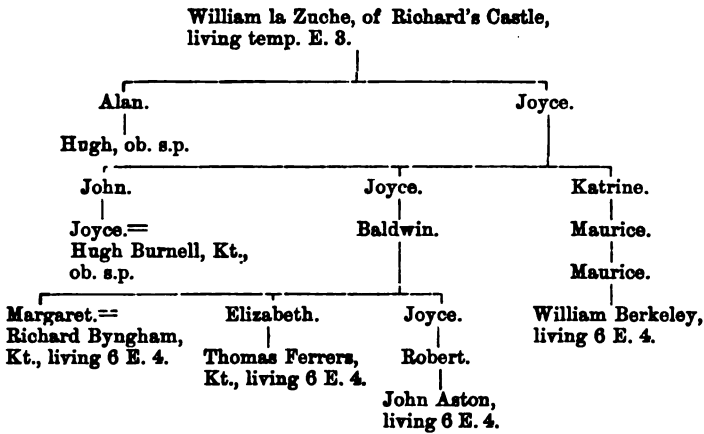 William la Zuche, of Richard's Castle,
living temp. E. 3.
Alan. Joyce.
Hugh, ob. s.p.
John. Joyce. Katrine.
Joyce.= Baldwin. Maurice.
Hugh Burnell, Kt.,
ob. s.p. Maurice.
Margaret.= Elizabeth. Joyce. William Berkeley,
Richard Byngham, living 6 E. 4.
Kt., living 6 E. 4. Thomas Ferrers, Robert.
Kt., living 6 E. 4.
John Aston,
living 6 E. 4.